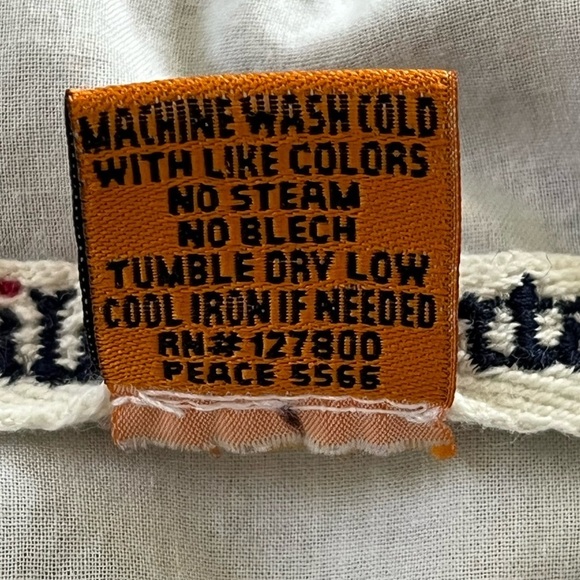 MACHINE WASH COLD
WITH LIKE COLORS
NO STEAM
NO BLECH
TUMBLE DRY LOW
COOL IRON IF NEEDED
RN# 127800
PEACE 5566